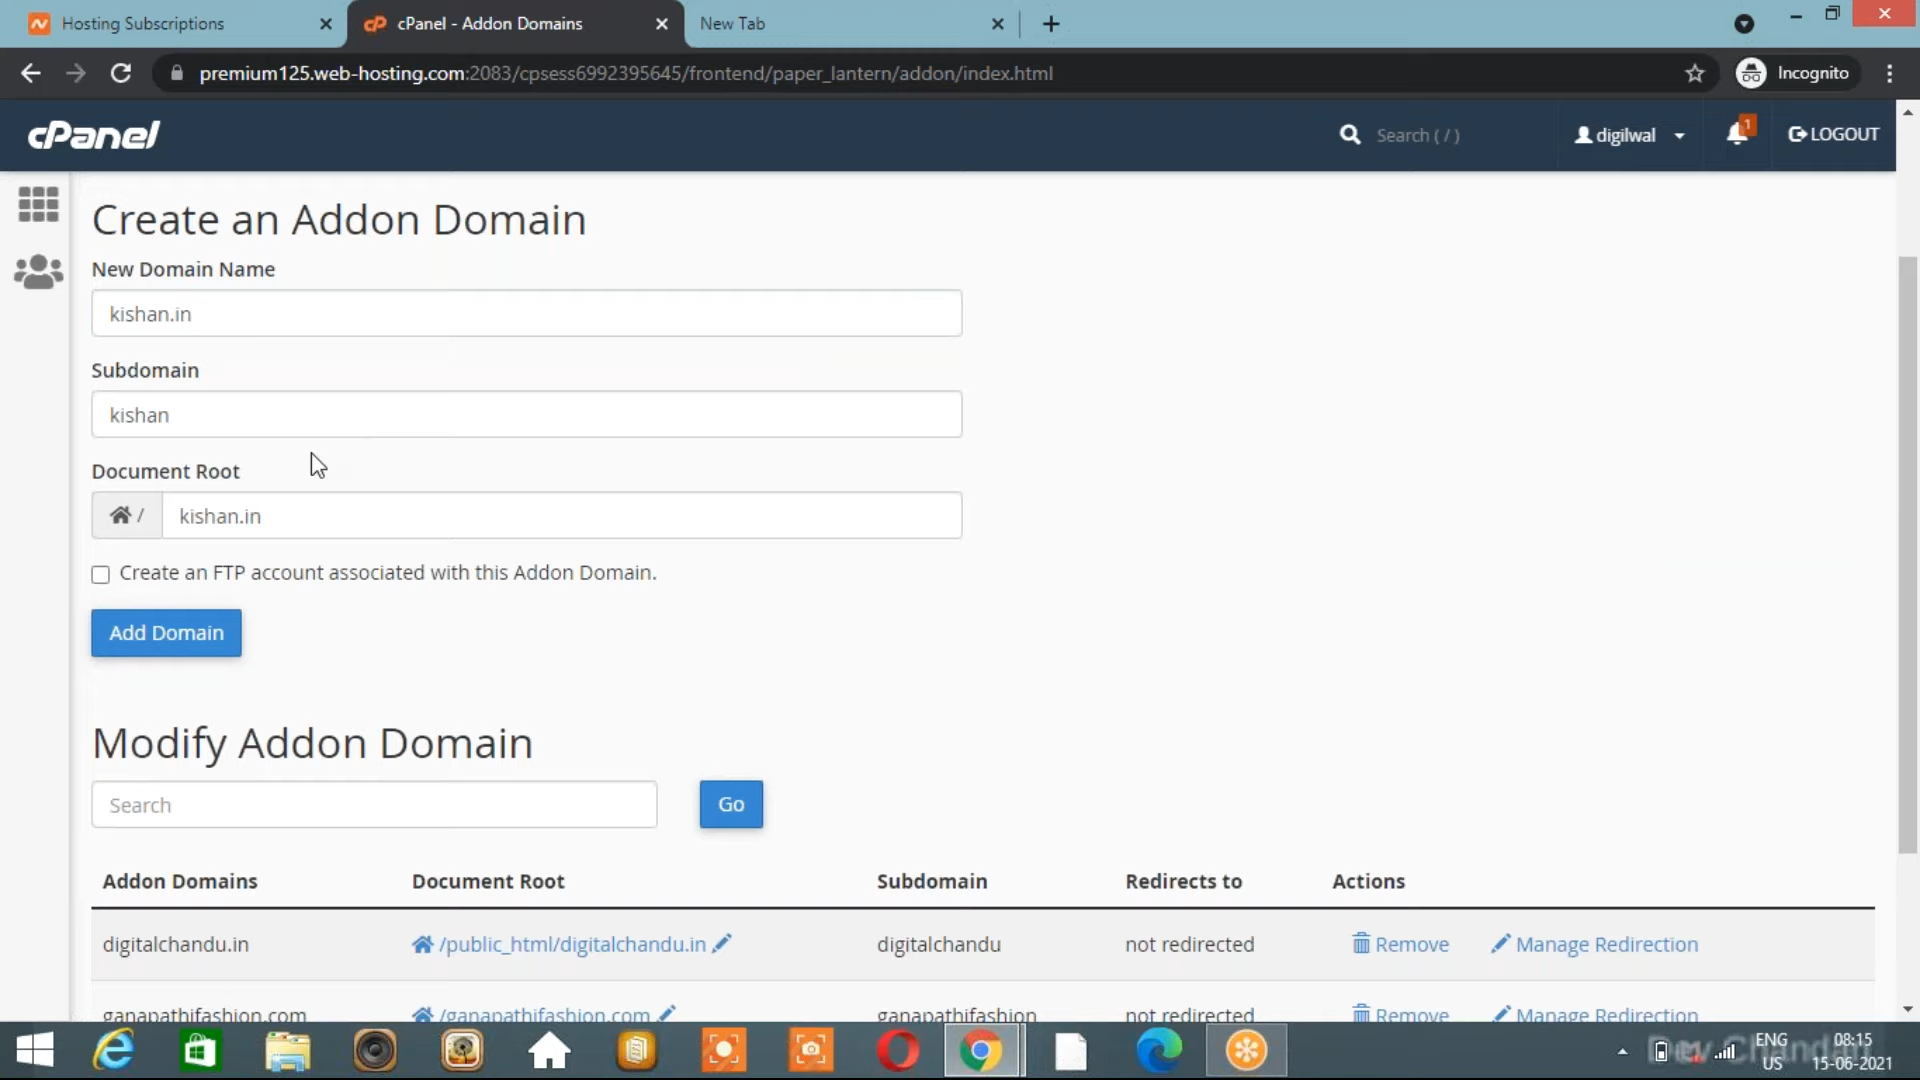 Hosting Subscriptions
cPanel - Addon Domains
New Tab
premium125.web-hosting.com:2083/cpsess6992395645/frontend/paper_lantern/addon/index.html
Incognito
cPanel
Search ( / )
digilwal
1
LOGOUT
Create an Addon Domain
New Domain Name
kishan.in
Subdomain
kishan
Document Root
/ kishan.in
Create an FTP account associated with this Addon Domain.
Add Domain
Modify Addon Domain
Search
Go
Addon Domains Document Root Subdomain Redirects to Actions
digitalchandu.in /public_html/digitalchandu.in digitalchandu not redirected Remove Manage Redirection
ganapathifashion.com /ganapathifashion.com ganapathifashion not redirected Remove Manage Redirection
ENG 08:15
US 15-06-2021